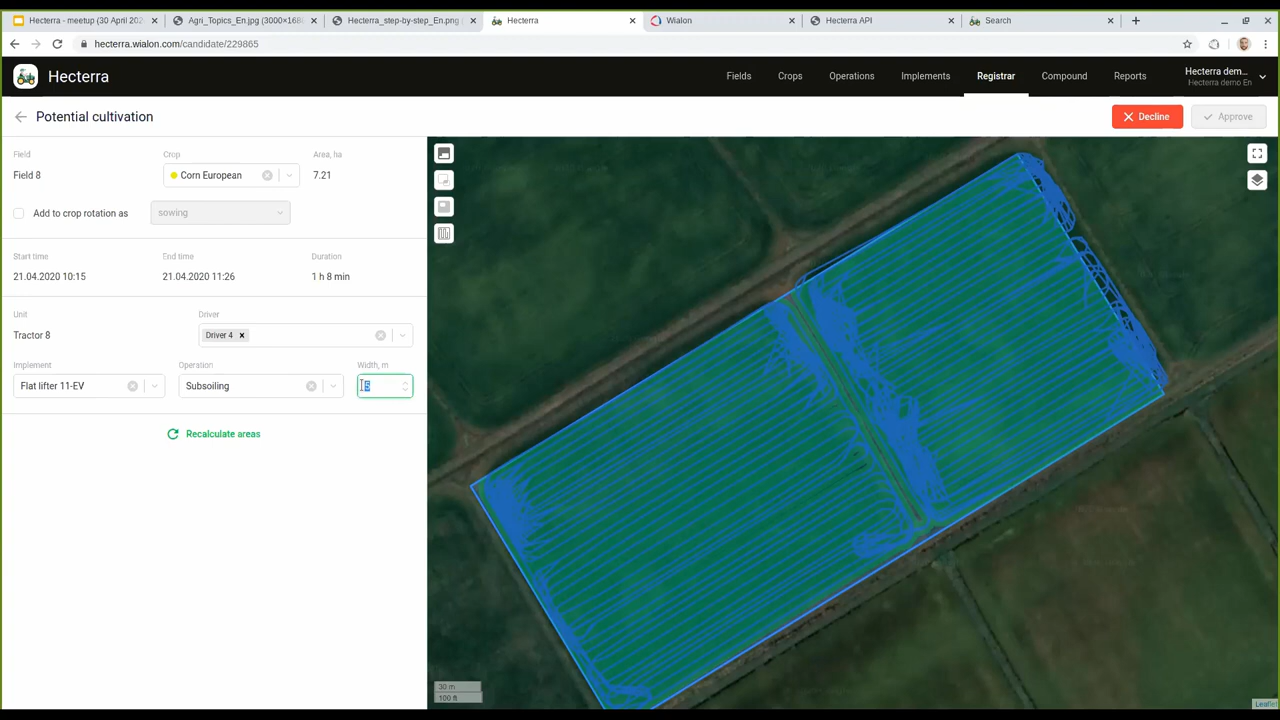 Hecterra - meetup (30 April 202
Agri_Topics_En.jpg (3000×168
Hecterra_step-by-step_En.png (
Hecterra
Wialon
Hecterra API
Search
hecterra.wialon.com/candidate/229865
Hecterra
Fields
Crops
Operations
Implements
Registrar
Compound
Reports
Hecterra dem...
Hecterra demo En
Potential cultivation
Decline
Approve
Field
Crop
Area, ha
Field 8
Corn European
7.21
Add to crop rotation as
sowing
Start time
End time
Duration
21.04.2020 10:15
21.04.2020 11:26
1 h 8 min
Unit
Driver
Tractor 8
Driver 4
Implement
Operation
Width, m
Flat lifter 11-EV
Subsoiling
5
Recalculate areas
30 m
100 ft
Leaflet